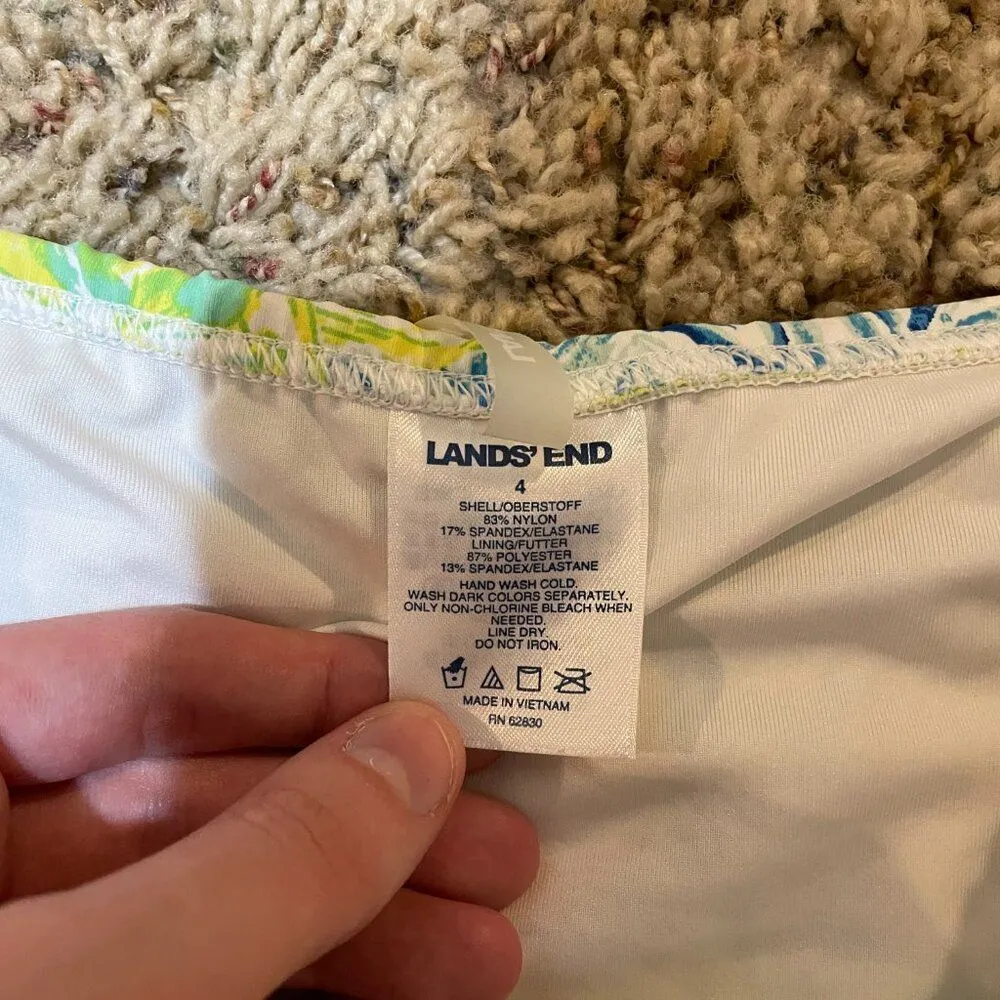 LANDS' END
4
SHELL/OBERSTOFF
83% NYLON
17% SPANDEX/ELASTANE
LINING/FUTTER
87% POLYESTER
13% SPANDEX/ELASTANE
HAND WASH COLD.
WASH DARK COLORS SEPARATELY.
ONLY NON-CHLORINE BLEACH WHEN
NEEDED.
LINE DRY.
DO NOT IRON.
MADE IN VIETNAM
RN 62830